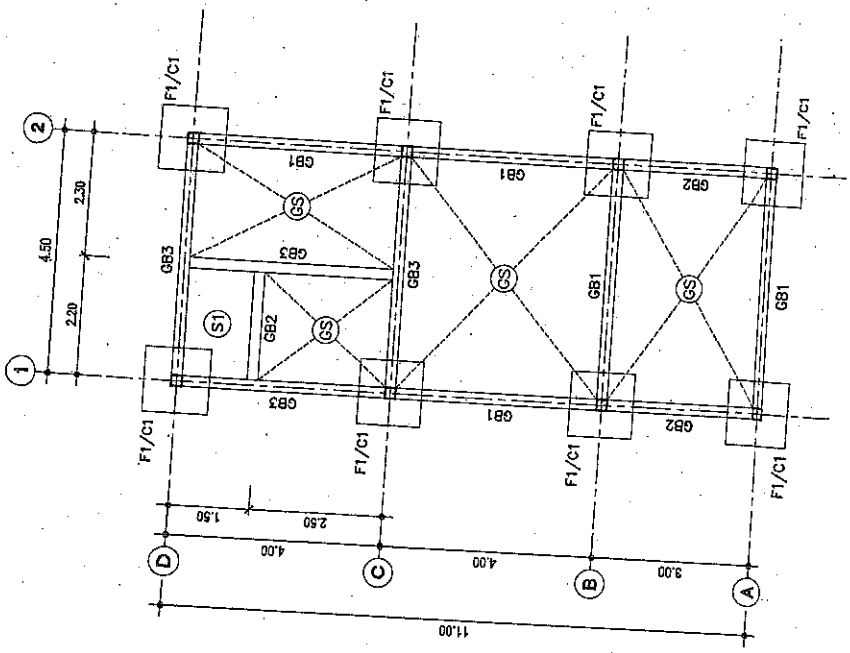 1
2
4.50
2.20
2.30
F1/C1
F1/C1
GB3
GB1
S1
GB3
GS
GB2
GS
GB3
GB3
F1/C1
F1/C1
GB1
GS
GB1
GB1
F1/C1
F1/C1
GB2
GS
GB2
GB1
F1/C1
F1/C1
D
C
B
A
1.50
2.50
4.00
4.00
3.00
11.00